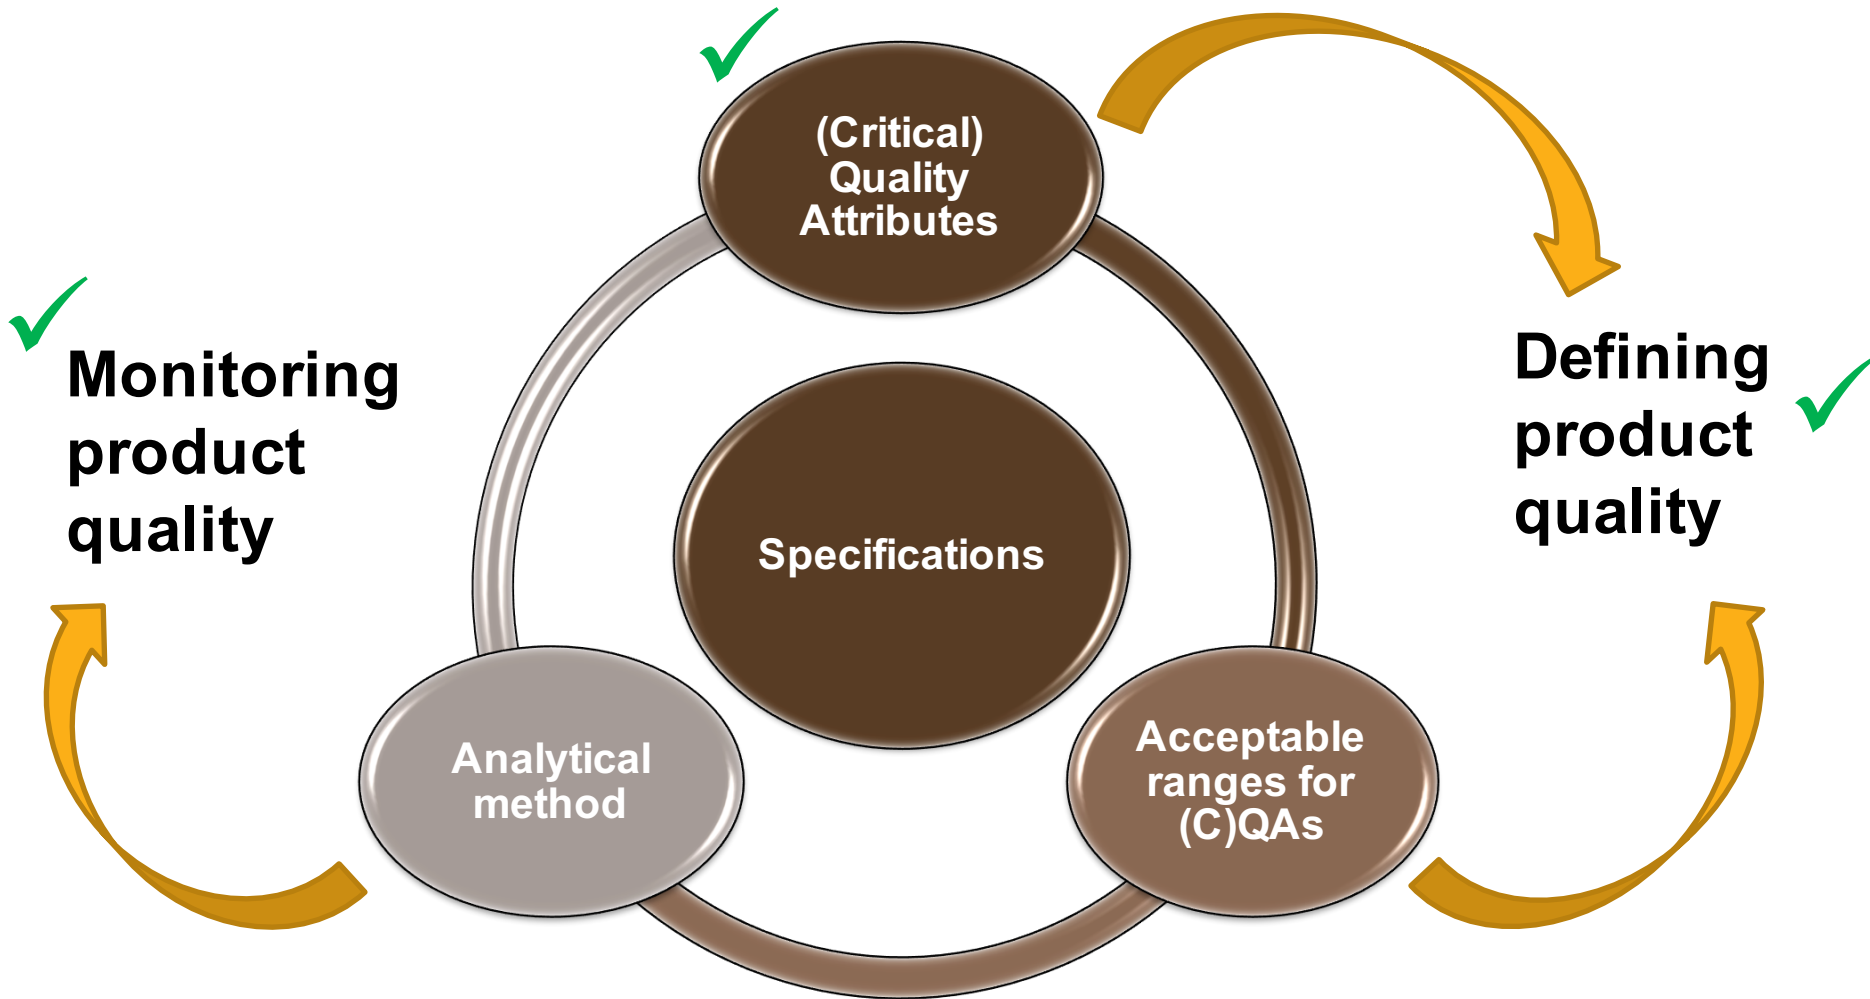 (Critical)
Quality
Attributes
Monitoring
product
quality
Defining
product
quality
Specifications
Analytical
method
Acceptable
ranges for
(C)QAs